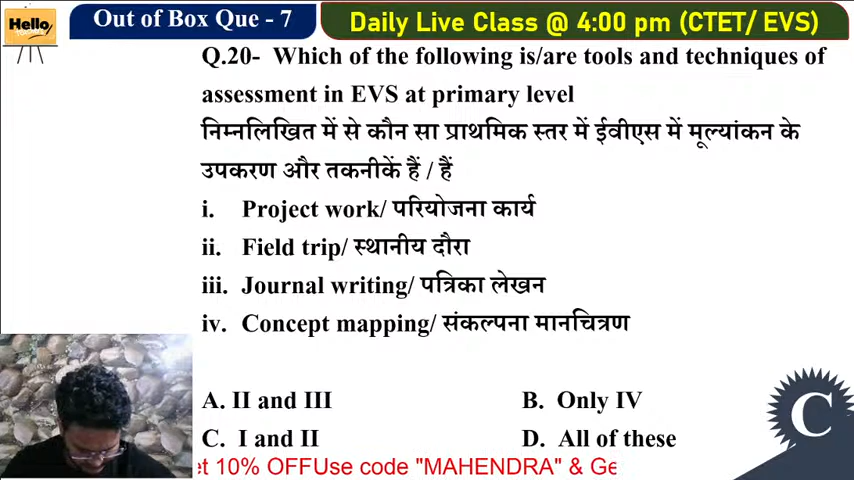 Hello
Out of Box Que - 7
Daily Live Class @ 4:00 pm (CTET/ EVS)
Q.20- Which of the following is/are tools and techniques of
assessment in EVS at primary level
निम्नलिखित में से कौन सा प्राथमिक स्तर में ईवीएस में मूल्यांकन के
उपकरण और तकनीकें हैं / हैं
i. Project work/ परियोजना कार्य
ii. Field trip/ स्थानीय दौरा
iii. Journal writing/ पत्रिका लेखन
iv. Concept mapping/ संकल्पना मानचित्रण
A. II and III
B. Only IV
C. I and II
D. All of these
C
et 10% OFFUse code "MAHENDRA" & Ge